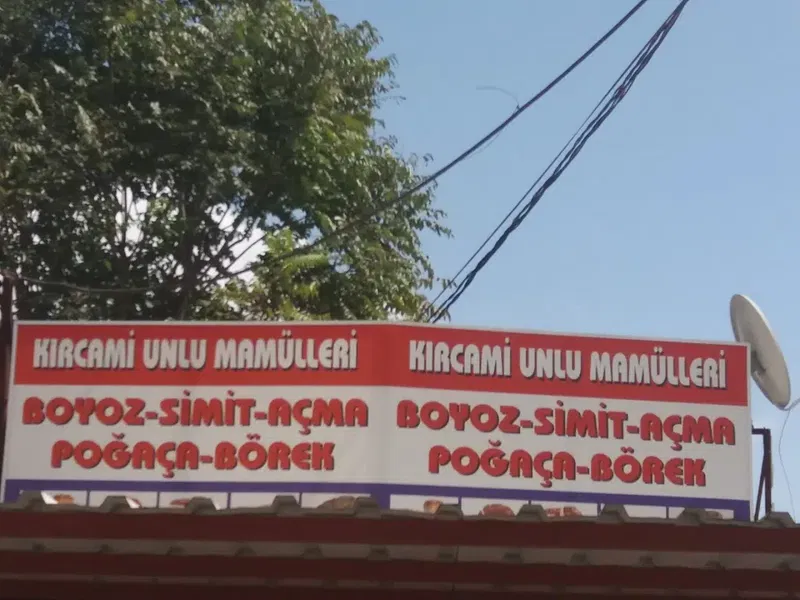 KIRCAMİ UNLU MAMÜLLERİ
BOYOZ-SİMİT-AÇMA
POĞAÇA-BÖREK
KIRCAMİ UNLU MAMÜLLERİ
BOYOZ-SİMİT-AÇMA
POĞAÇA-BÖREK